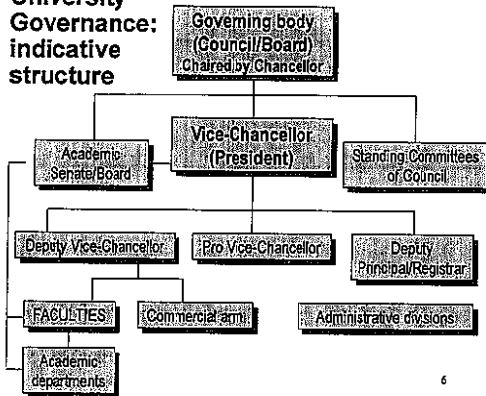 University
Governance:
indicative
structure
Governing body
(Council/Board)
Chaired by Chancellor
Vice-Chancellor
(President)
Academic
Senate/Board
Standing Committees
of Council
Deputy Vice-Chancellor
Pro Vice-Chancellor
Deputy
Principal/Registrar
FACULTIES
Commercial arm
Administrative divisions
Academic
departments
6